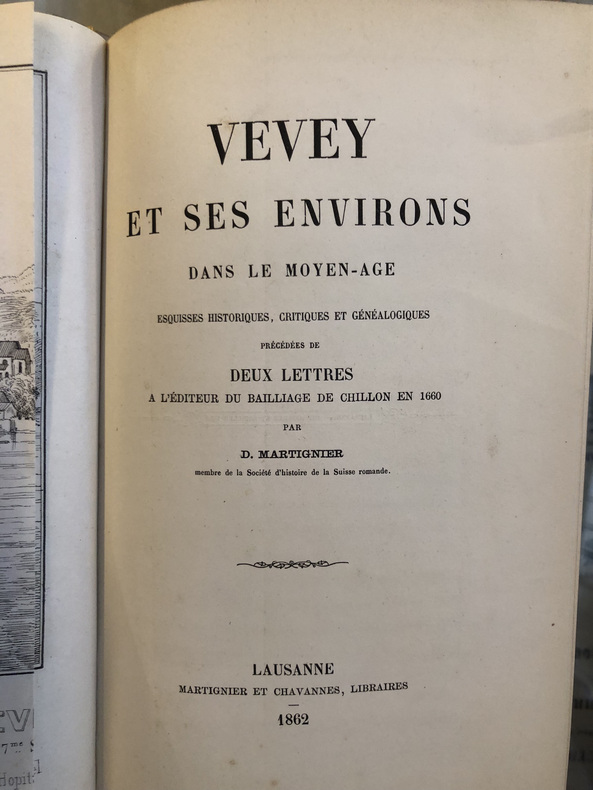 VEVEY
ET SES ENVIRONS
DANS LE MOYEN-AGE
ESQUISSES HISTORIQUES, CRITIQUES ET GÉNÉALOGIQUES
PRÉCÉDÉES DE
DEUX LETTRES
A L'ÉDITEUR DU BAILLIAGE DE CHILLON EN 1660
PAR
D. MARTIGNIER
membre de la Société d'histoire de la Suisse romande.
LAUSANNE
MARTIGNIER ET CHAVANNES, LIBRAIRES
1862